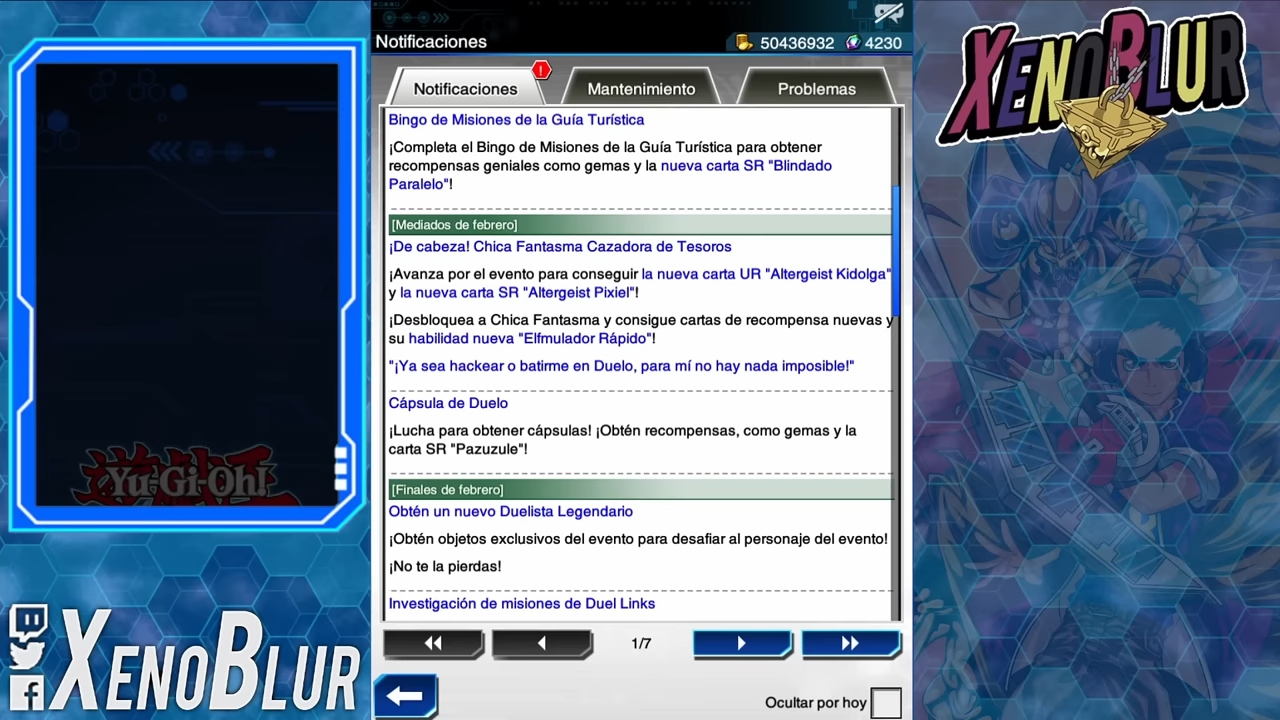 Notificaciones
50436932
4230
XENOBLUR
Notificaciones
!
Mantenimiento
Problemas
Bingo de Misiones de la Guía Turística
¡Completa el Bingo de Misiones de la Guía Turística para obtener
recompensas geniales como gemas y la nueva carta SR "Blindado
Paralelo"!
[Mediados de febrero]
¡De cabeza! Chica Fantasma Cazadora de Tesoros
¡Avanza por el evento para conseguir la nueva carta UR "Altergeist Kidolga"
y la nueva carta SR "Altergeist Pixiel"!
¡Desbloquea a Chica Fantasma y consigue cartas de recompensa nuevas y
su habilidad nueva "Elfmulador Rápido"!
"¡Ya sea hackear o batirme en Duelo, para mí no hay nada imposible!"
Cápsula de Duelo
¡Lucha para obtener cápsulas! ¡Obtén recompensas, como gemas y la
carta SR "Pazuzule"!
[Finales de febrero]
Obtén un nuevo Duelista Legendario
¡Obtén objetos exclusivos del evento para desafiar al personaje del evento!
¡No te la pierdas!
Investigación de misiones de Duel Links
1/7
Ocultar por hoy
Yu-Gi-Oh!
XENOBLUR